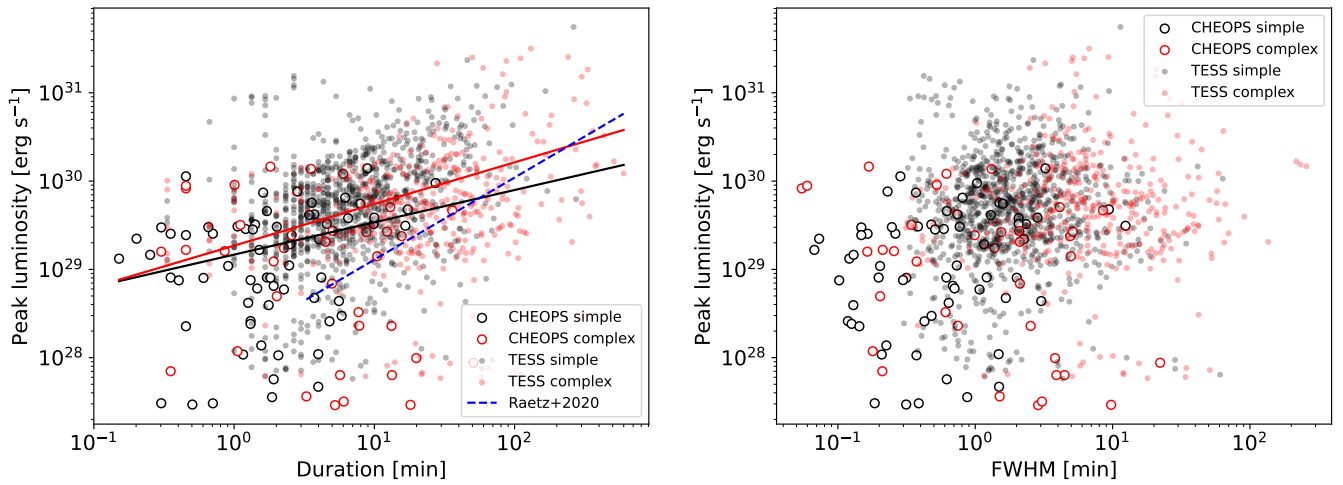 Peak luminosity [erg s⁻¹]
10³¹
10³⁰
10²⁹
10²⁸
10⁻¹
10⁰
10¹
10²
Duration [min]
CHEOPS simple
CHEOPS complex
TESS simple
TESS complex
Raetz+2020
Peak luminosity [erg s⁻¹]
10³¹
10³⁰
10²⁹
10²⁸
10⁻¹
10⁰
10¹
10²
FWHM [min]
CHEOPS simple
CHEOPS complex
TESS simple
TESS complex